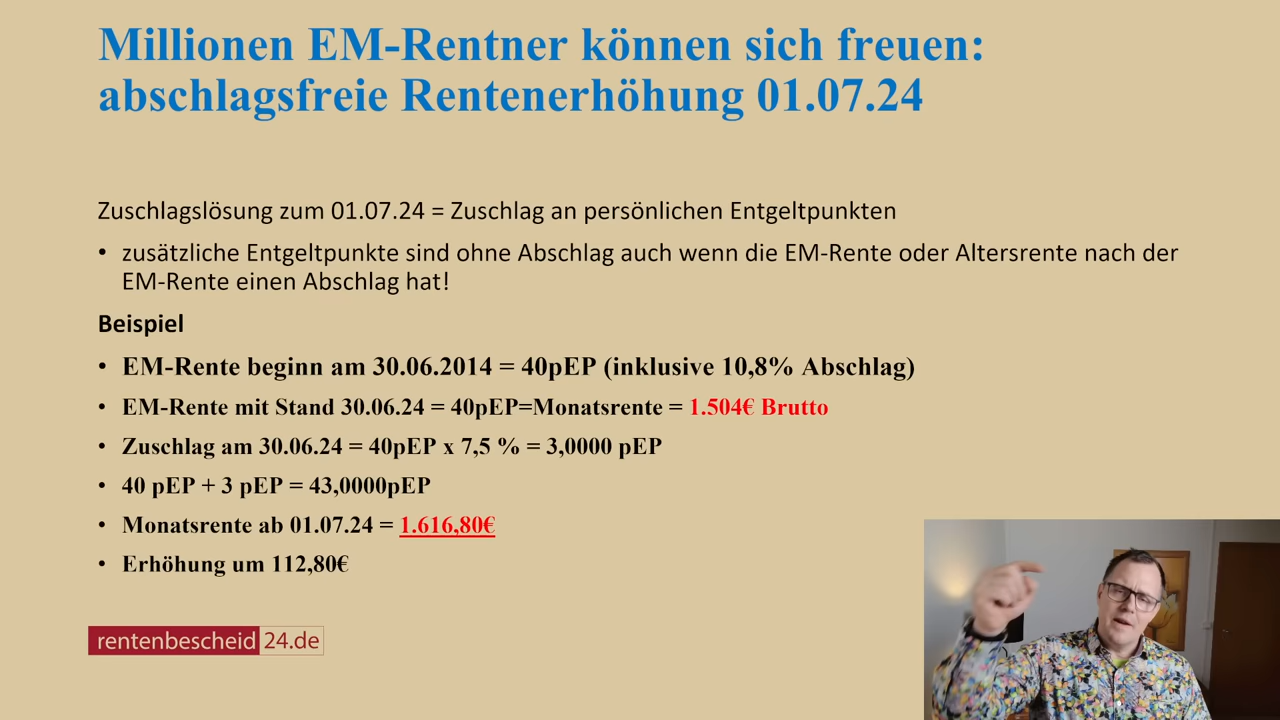 Millionen EM-Rentner können sich freuen:
abschlagsfreie Rentenerhöhung 01.07.24
Zuschlagslösung zum 01.07.24 = Zuschlag an persönlichen Entgeltpunkten
• zusätzliche Entgeltpunkte sind ohne Abschlag auch wenn die EM-Rente oder Altersrente nach der
EM-Rente einen Abschlag hat!
Beispiel
• EM-Rente beginn am 30.06.2014 = 40pEP (inklusive 10,8% Abschlag)
• EM-Rente mit Stand 30.06.24 = 40pEP=Monatsrente = 1.504€ Brutto
• Zuschlag am 30.06.24 = 40pEP x 7,5 % = 3,0000 pEP
• 40 pEP + 3 pEP = 43,0000pEP
• Monatsrente ab 01.07.24 = 1.616,80€
• Erhöhung um 112,80€
rentenbescheid 24.de